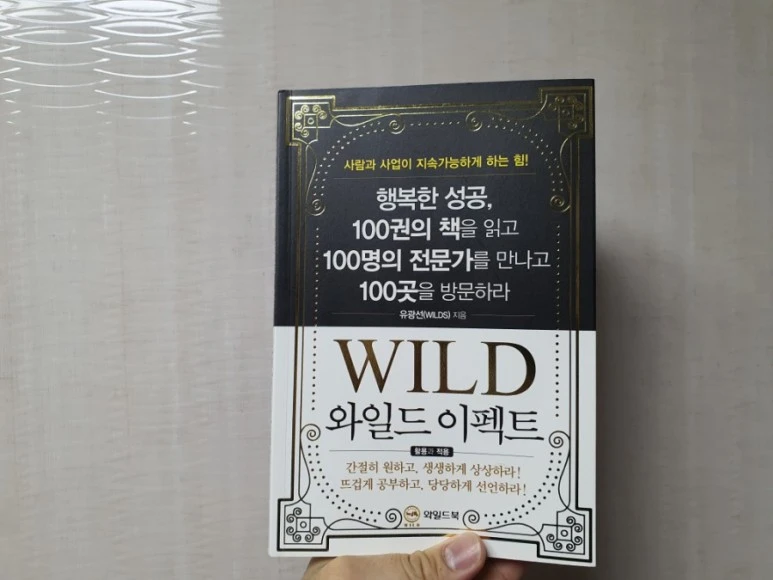 사람과 사업이 지속가능하게 하는 힘!
행복한 성공,
100권의 책을 읽고
100명의 전문가를 만나고
100곳을 방문하라
유광선(WILDS) 지음
WILD
와일드 이펙트
활용과 적용
간절히 원하고, 생생하게 상상하라!
뜨겁게 공부하고, 당당하게 선언하라!
와일드북